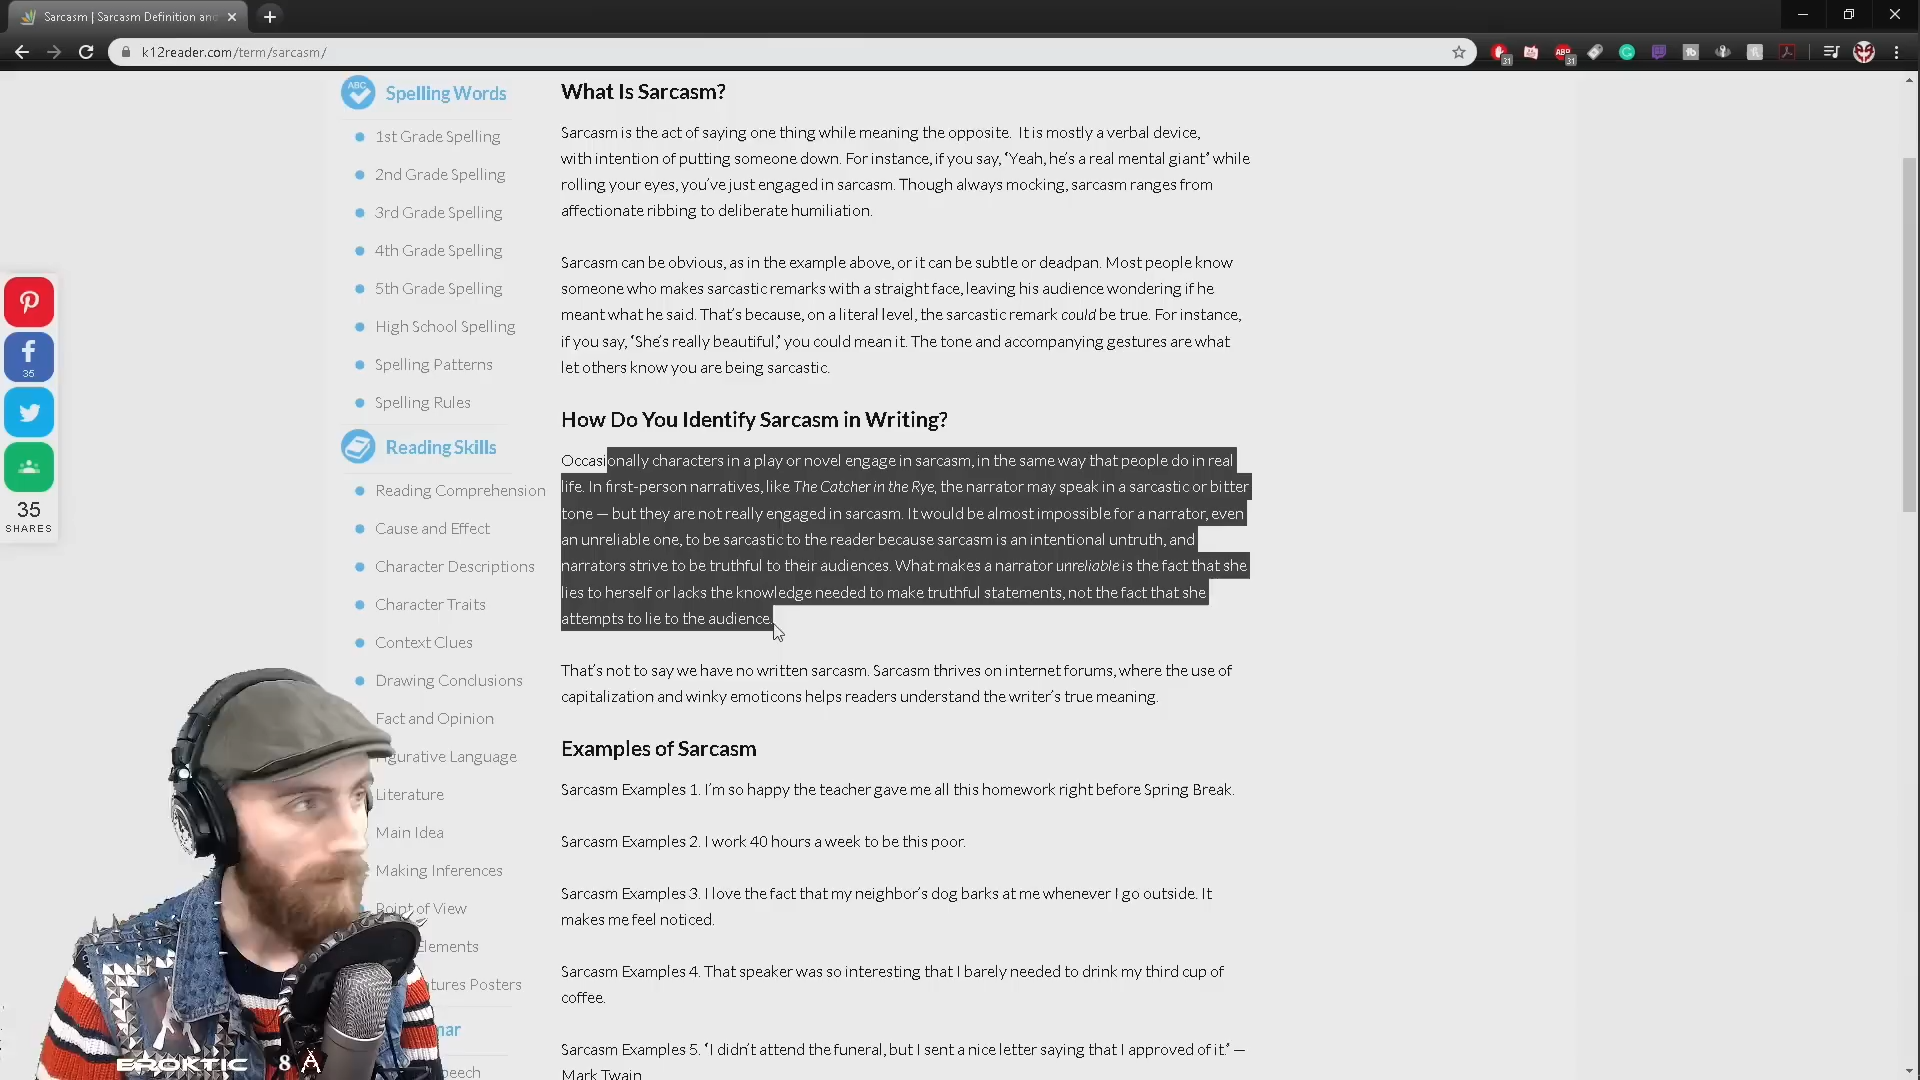 Sarcasm | Sarcasm Definition and
k12reader.com/term/sarcasm/
31
ABP
31
ABC
Spelling Words
1st Grade Spelling
2nd Grade Spelling
3rd Grade Spelling
4th Grade Spelling
5th Grade Spelling
High School Spelling
Spelling Patterns
Spelling Rules
Reading Skills
Reading Comprehension
Cause and Effect
Character Descriptions
Character Traits
Context Clues
Drawing Conclusions
Fact and Opinion
igurative Language
Literature
Main Idea
Making Inferences
Point of View
Elements
atures Posters
mar
peech
35
35
SHARES
What Is Sarcasm?
Sarcasm is the act of saying one thing while meaning the opposite. It is mostly a verbal device,
with intention of putting someone down. For instance, if you say, “Yeah, he’s a real mental giant” while
rolling your eyes, you’ve just engaged in sarcasm. Though always mocking, sarcasm ranges from
affectionate ribbing to deliberate humiliation.
Sarcasm can be obvious, as in the example above, or it can be subtle or deadpan. Most people know
someone who makes sarcastic remarks with a straight face, leaving his audience wondering if he
meant what he said. That’s because, on a literal level, the sarcastic remark could be true. For instance,
if you say, “She’s really beautiful,” you could mean it. The tone and accompanying gestures are what
let others know you are being sarcastic.
How Do You Identify Sarcasm in Writing?
Occasionally characters in a play or novel engage in sarcasm, in the same way that people do in real
life. In first-person narratives, like The Catcher in the Rye, the narrator may speak in a sarcastic or bitter
tone — but they are not really engaged in sarcasm. It would be almost impossible for a narrator, even
an unreliable one, to be sarcastic to the reader because sarcasm is an intentional untruth, and
narrators strive to be truthful to their audiences. What makes a narrator unreliable is the fact that she
lies to herself or lacks the knowledge needed to make truthful statements, not the fact that she
attempts to lie to the audience.
That’s not to say we have no written sarcasm. Sarcasm thrives on internet forums, where the use of
capitalization and winky emoticons helps readers understand the writer’s true meaning.
Examples of Sarcasm
Sarcasm Examples 1. I’m so happy the teacher gave me all this homework right before Spring Break.
Sarcasm Examples 2. I work 40 hours a week to be this poor.
Sarcasm Examples 3. I love the fact that my neighbor’s dog barks at me whenever I go outside. It
makes me feel noticed.
Sarcasm Examples 4. That speaker was so interesting that I barely needed to drink my third cup of
coffee.
Sarcasm Examples 5. “I didn’t attend the funeral, but I sent a nice letter saying that I approved of it.” —
Mark Twain
EROKTIC 8